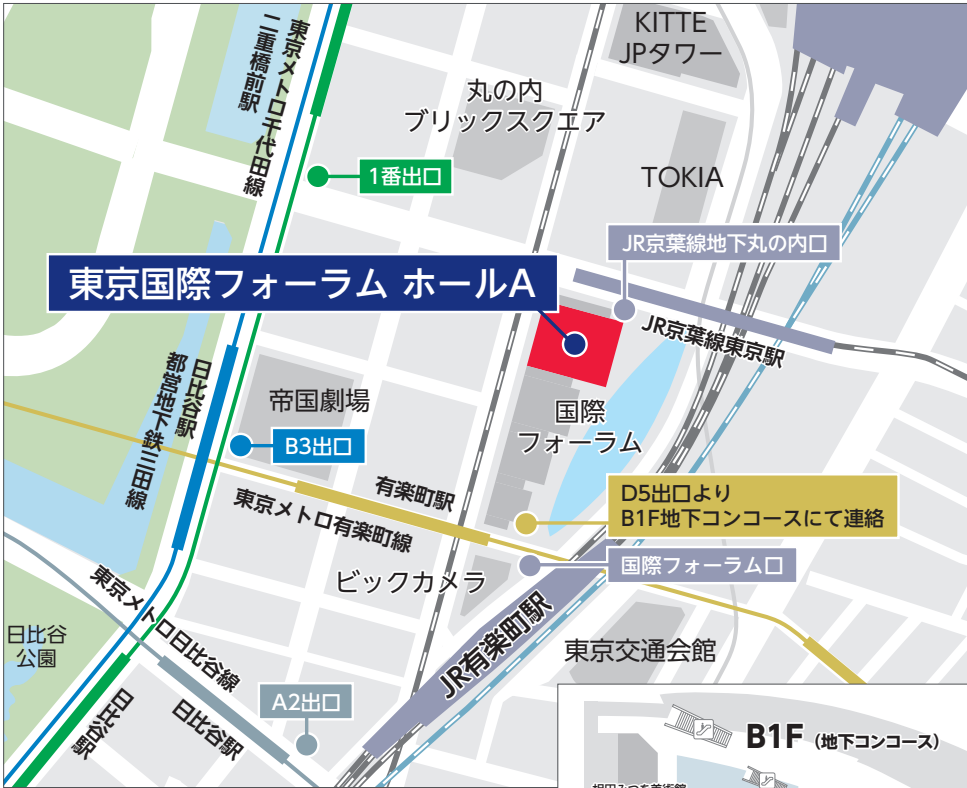 KITTE
JPタワー
東京メトロ千代田線
二重橋前駅
丸の内
ブリックスクエア
1番出口
TOKIA
JR京葉線地下丸の内口
東京国際フォーラム ホールA
JR京葉線東京駅
日比谷駅
都営地下鉄三田線
帝国劇場
B3出口
国際
フォーラム
有楽町駅
東京メトロ有楽町線
D5出口より
B1F地下コンコースにて連絡
国際フォーラム口
ビックカメラ
東京メトロ日比谷線
日比谷
公園
JR有楽町駅
東京交通会館
A2出口
日比谷駅
日比谷駅
B1F (地下コンコース)